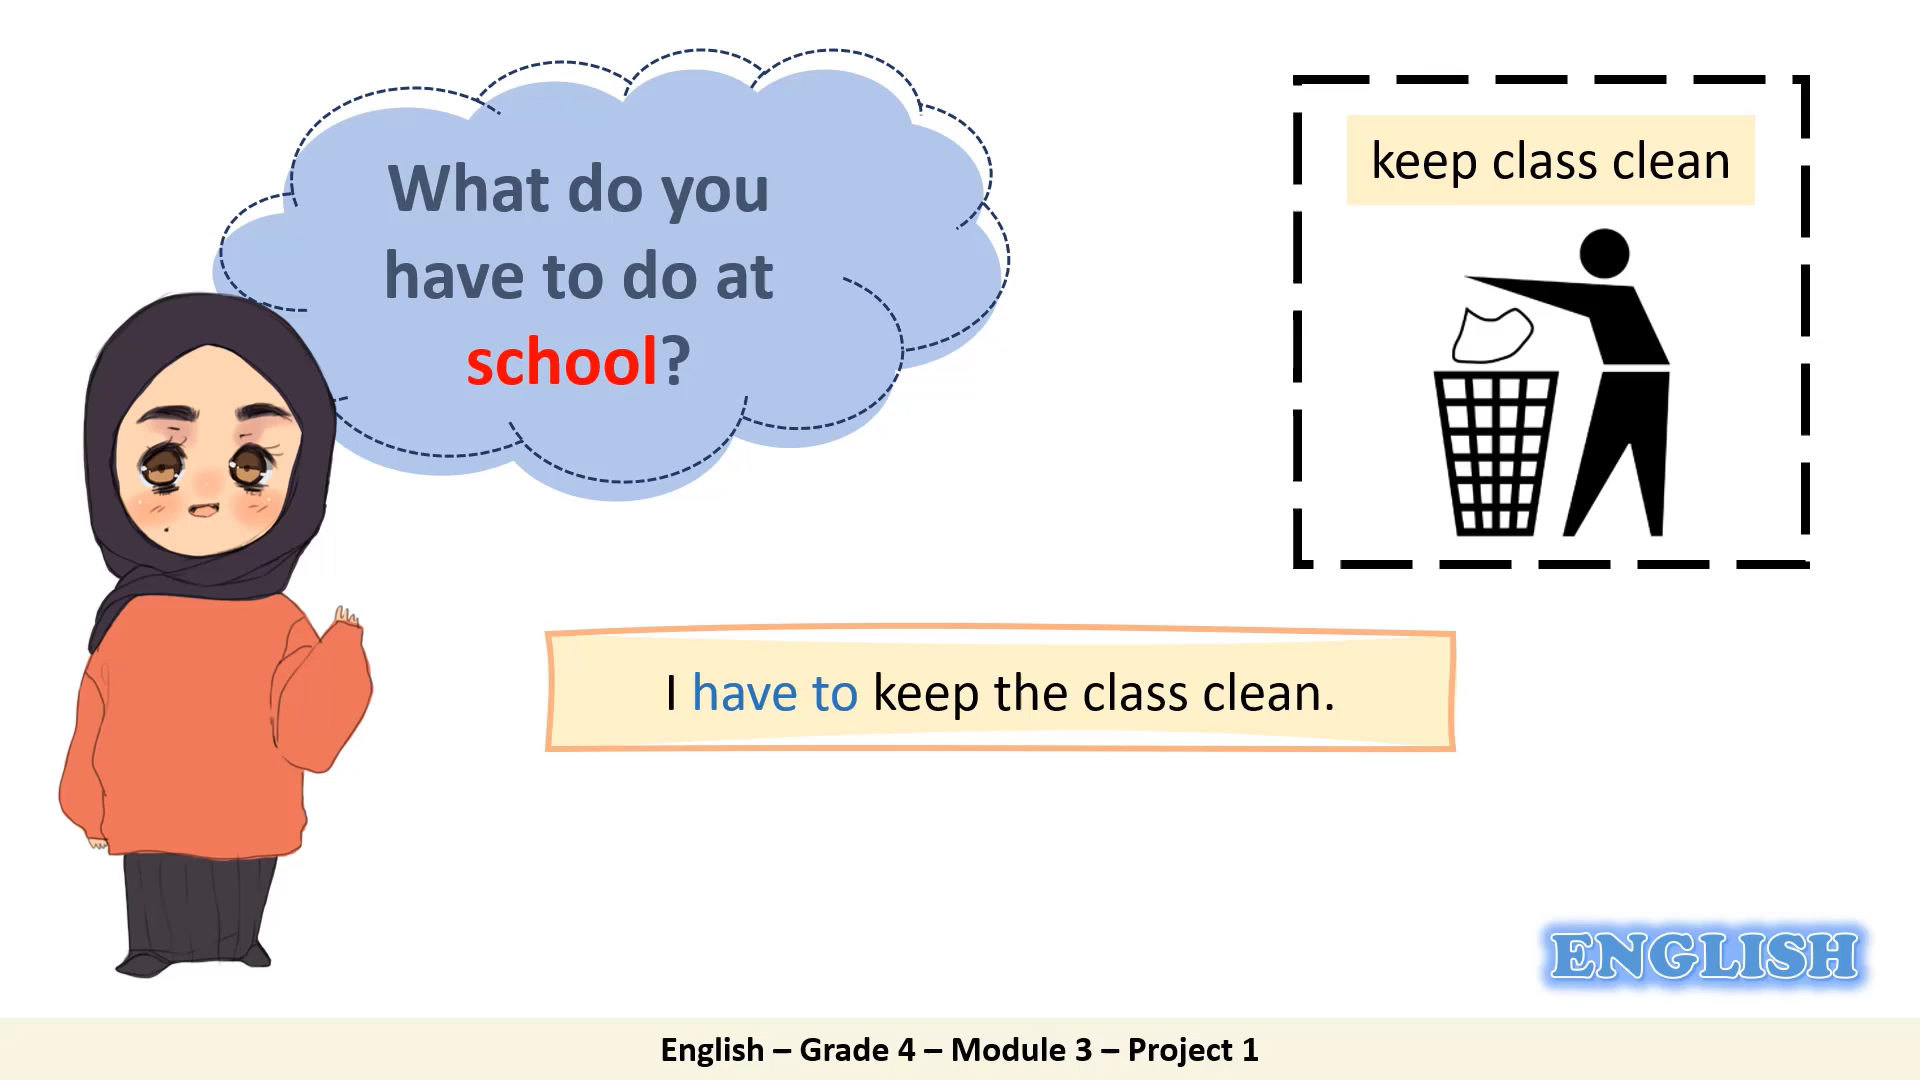 What do you
have to do at
school?
keep class clean
I have to keep the class clean.
ENGLISH
English – Grade 4 – Module 3 – Project 1